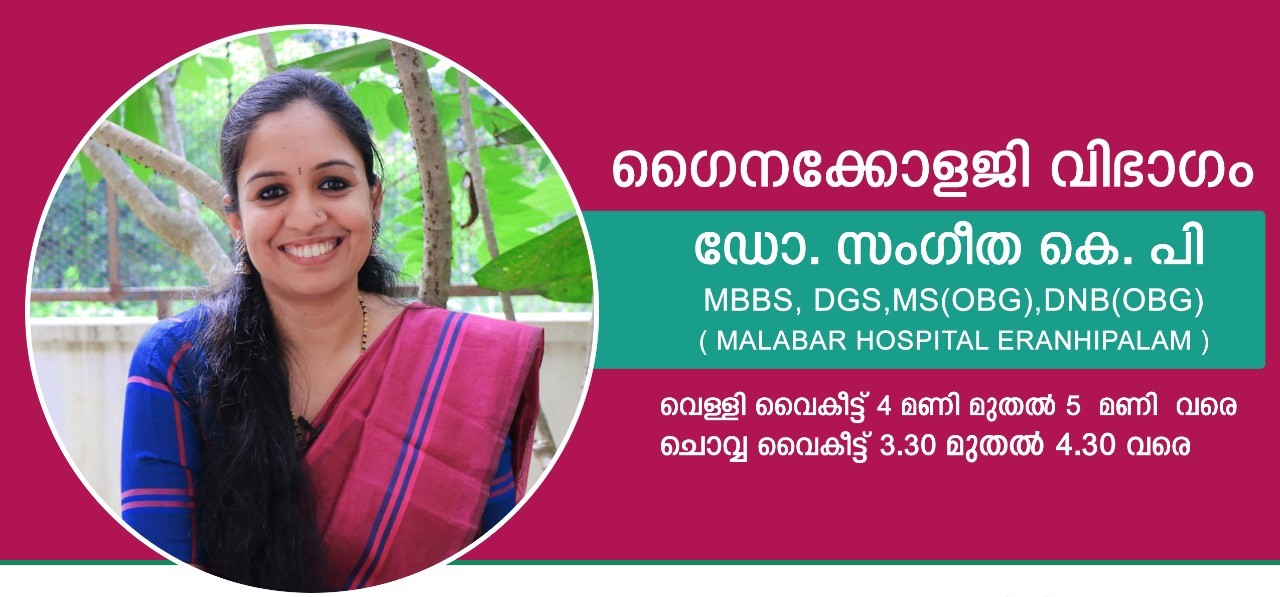 ഗൈനക്കോളജി വിഭാഗം
ഡോ. സംഗീത കെ. പി
MBBS, DGS,MS(OBG),DNB(OBG)
( MALABAR HOSPITAL ERANHIPALAM )
വെള്ളി വൈകീട്ട് 4 മണി മുതൽ 5 മണി വരെ
ചൊവ്വ വൈകീട്ട് 3.30 മുതൽ 4.30 വരെ